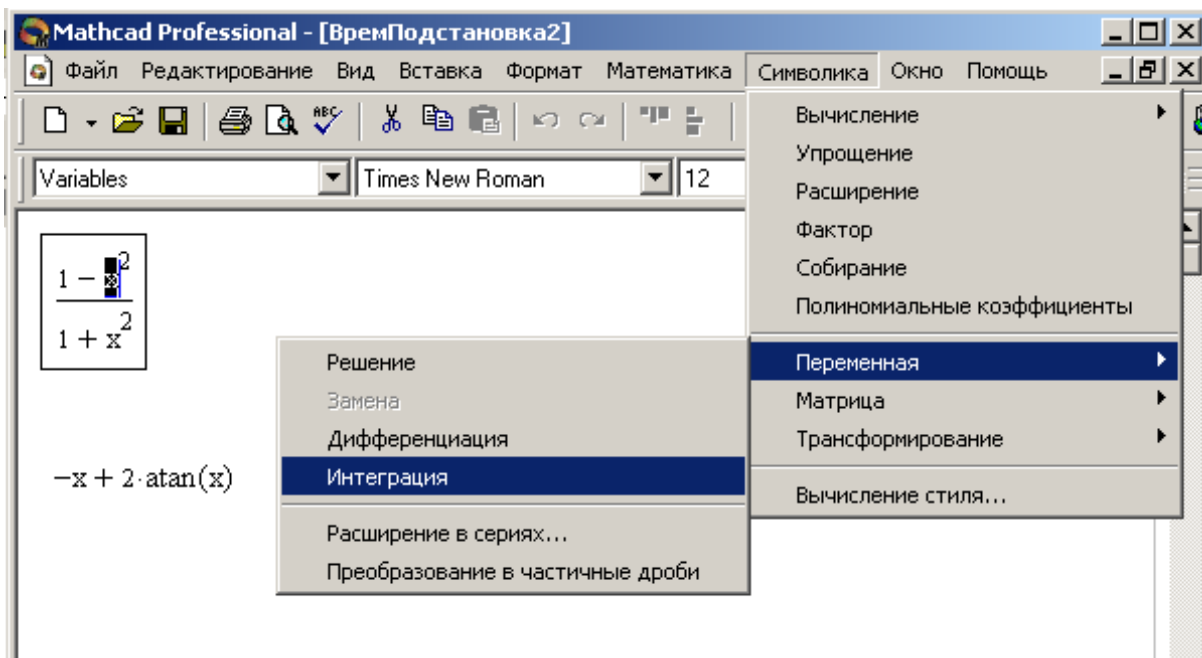 Mathcad Professional - [ВремПодстановка2]
Файл Редактирование Вид Вставка Формат Математика Символика Окно Помощь
ABC
Variables Times New Roman 12
Вычисление
Упрощение
Расширение
Фактор
Собирание
Полиномиальные коэффициенты
Переменная
Матрица
Трансформирование
Вычисление стиля...
1 − x²
1 + x²
Решение
Замена
Дифференциация
Интеграция
Расширение в сериях...
Преобразование в частичные дроби
−x + 2·atan(x)